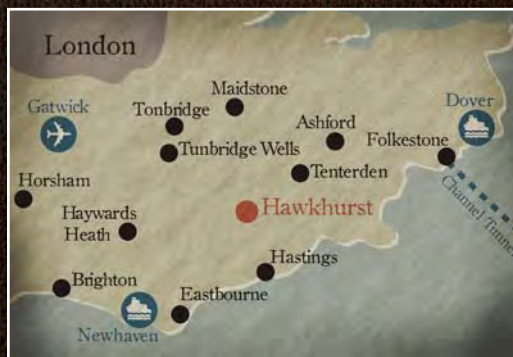 London
Maidstone
Gatwick
Tonbridge
Dover
Ashford
Folkestone
Tunbridge Wells
Tenterden
Horsham
Channel Tunnel
Hawkhurst
Haywards
Heath
Hastings
Brighton
Eastbourne
Newhaven